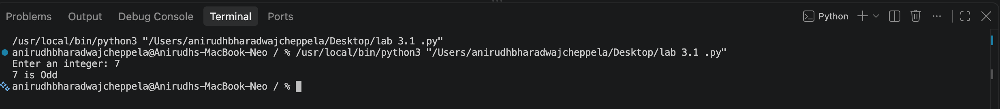 Problems Output Debug Console Terminal Ports Python
/usr/local/bin/python3 "/Users/anirudhbharadwajcheppela/Desktop/lab 3.1 .py"
anirudhbharadwajcheppela@Anirudhs-MacBook-Neo / % /usr/local/bin/python3 "/Users/anirudhbharadwajcheppela/Desktop/lab 3.1 .py"
Enter an integer: 7
7 is Odd
anirudhbharadwajcheppela@Anirudhs-MacBook-Neo / %